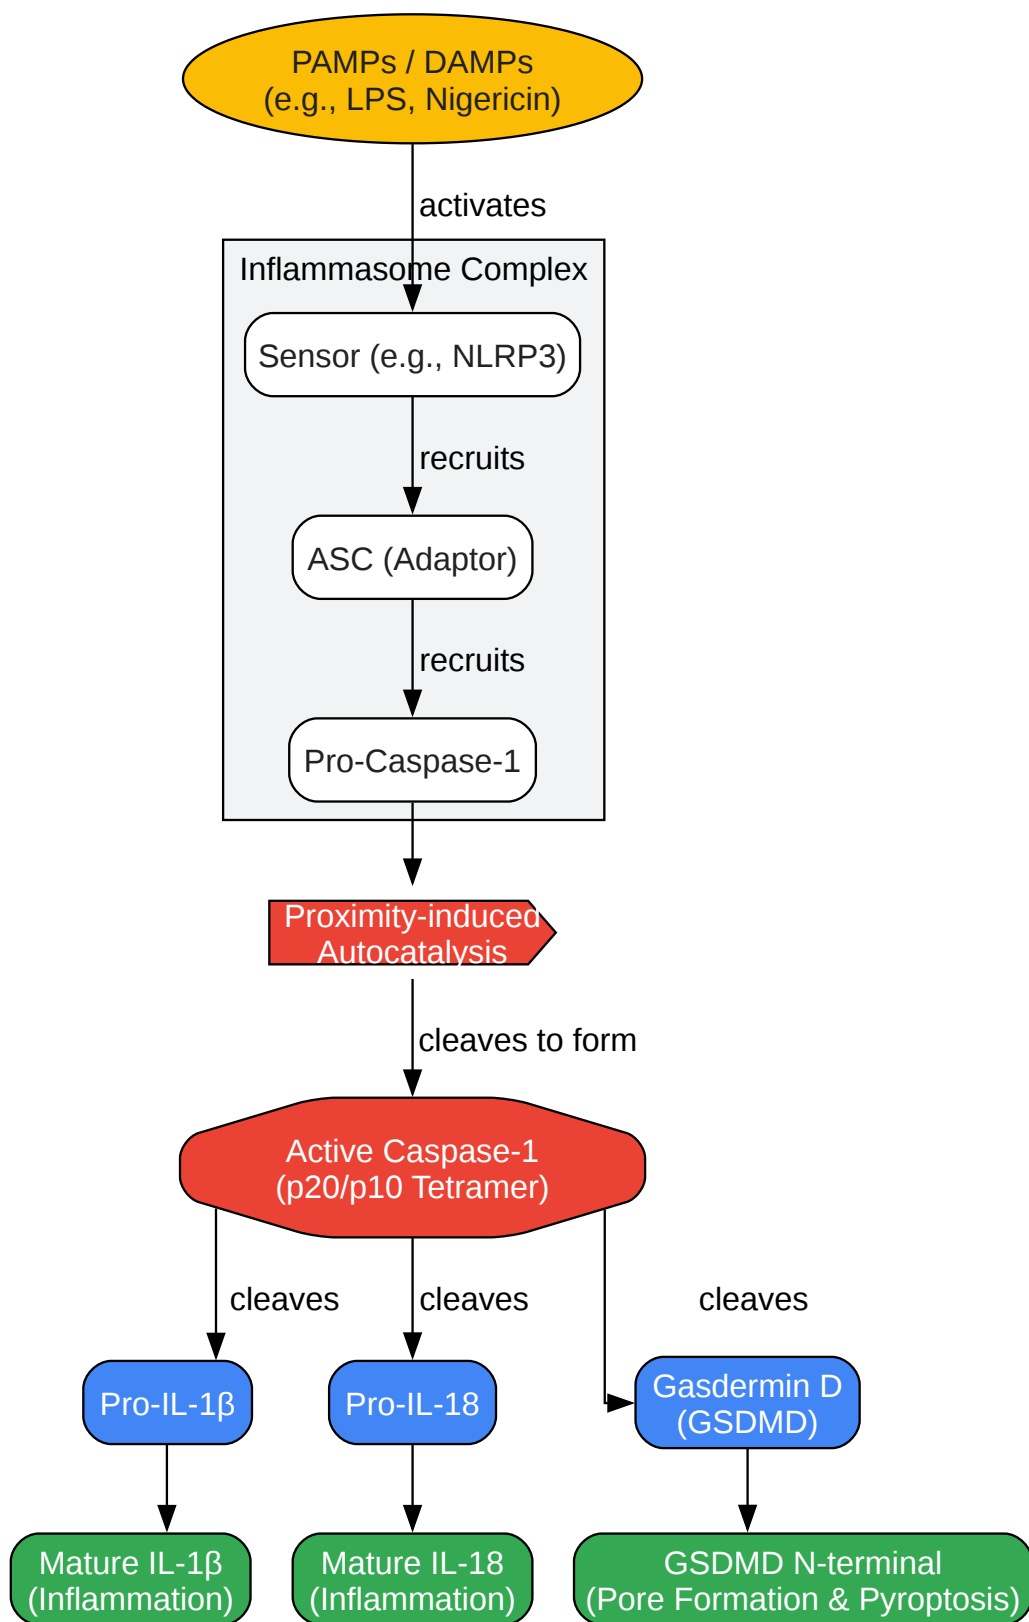 PAMPs / DAMPs
(e.g., LPS, Nigericin)
activates
Inflammasome Complex
Sensor (e.g., NLRP3)
recruits
ASC (Adaptor)
recruits
Pro-Caspase-1
Proximity-induced
Autocatalysis
cleaves to form
Active Caspase-1
(p20/p10 Tetramer)
cleaves
cleaves
cleaves
Pro-IL-1β
Pro-IL-18
Gasdermin D
(GSDMD)
Mature IL-1β
(Inflammation)
Mature IL-18
(Inflammation)
GSDMD N-terminal
(Pore Formation & Pyroptosis)